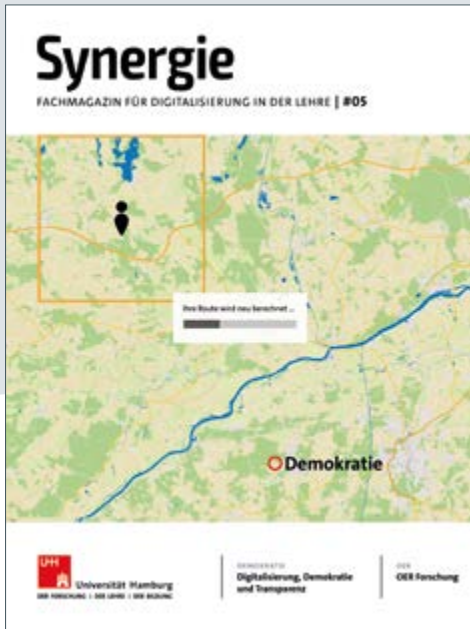 Synergie
FACHMAGAZIN FÜR DIGITALISIERUNG IN DER LEHRE | #05
Ihre Route wird neu berechnet ...
Demokratie
UH
Universität Hamburg
DER FORSCHUNG | DER LEHRE | DER BILDUNG
DEMOKRATIE
Digitalisierung, Demokratie
und Transparenz
OER
OER Forschung